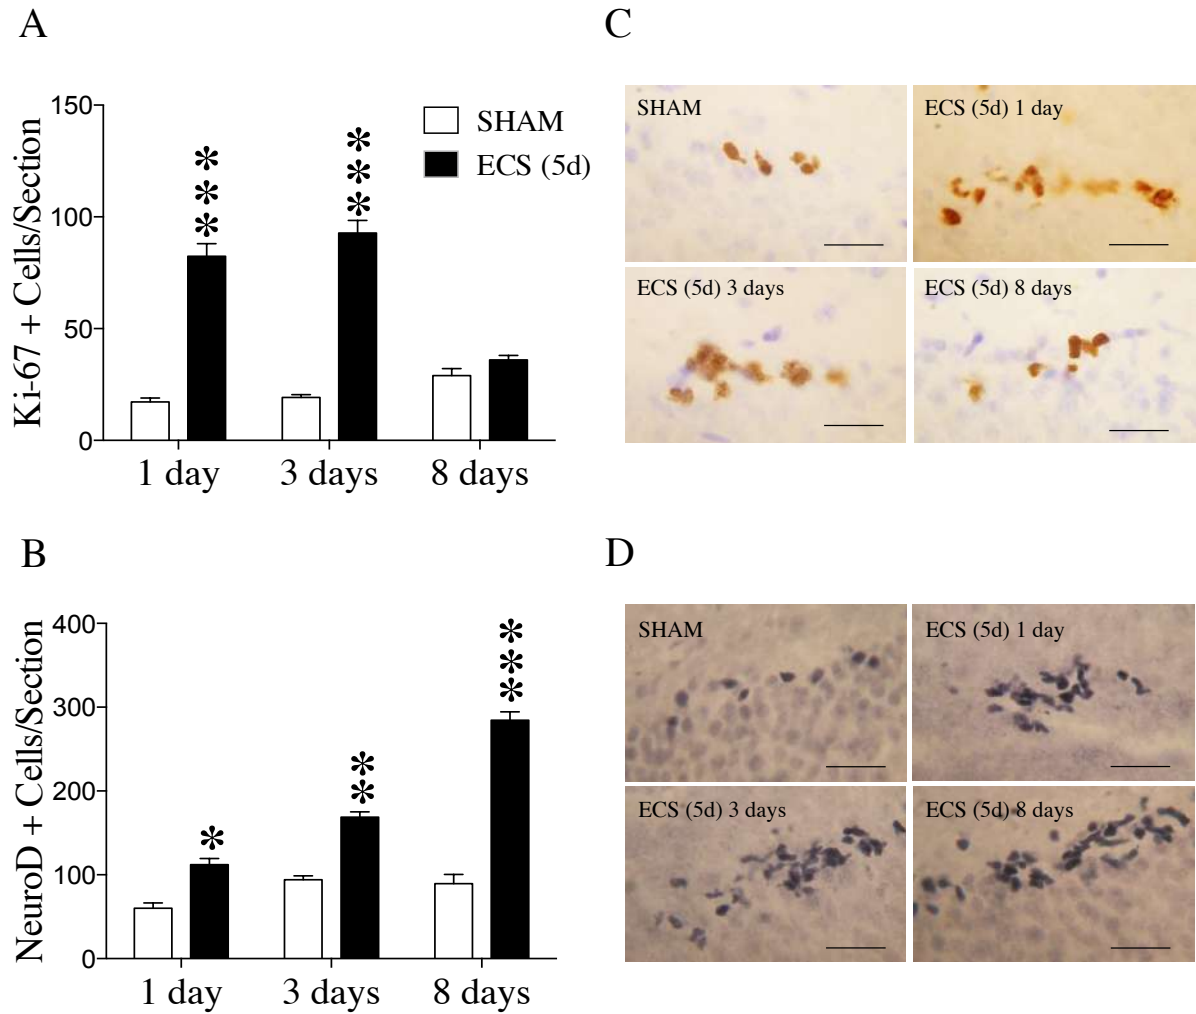 A
Ki-67 + Cells/Section
150
100
50
0
***
***
SHAM
ECS (5d)
1 day
3 days
8 days
C
SHAM
ECS (5d) 1 day
ECS (5d) 3 days
ECS (5d) 8 days
B
NeuroD + Cells/Section
400
300
200
100
0
*
**
***
1 day
3 days
8 days
D
SHAM
ECS (5d) 1 day
ECS (5d) 3 days
ECS (5d) 8 days